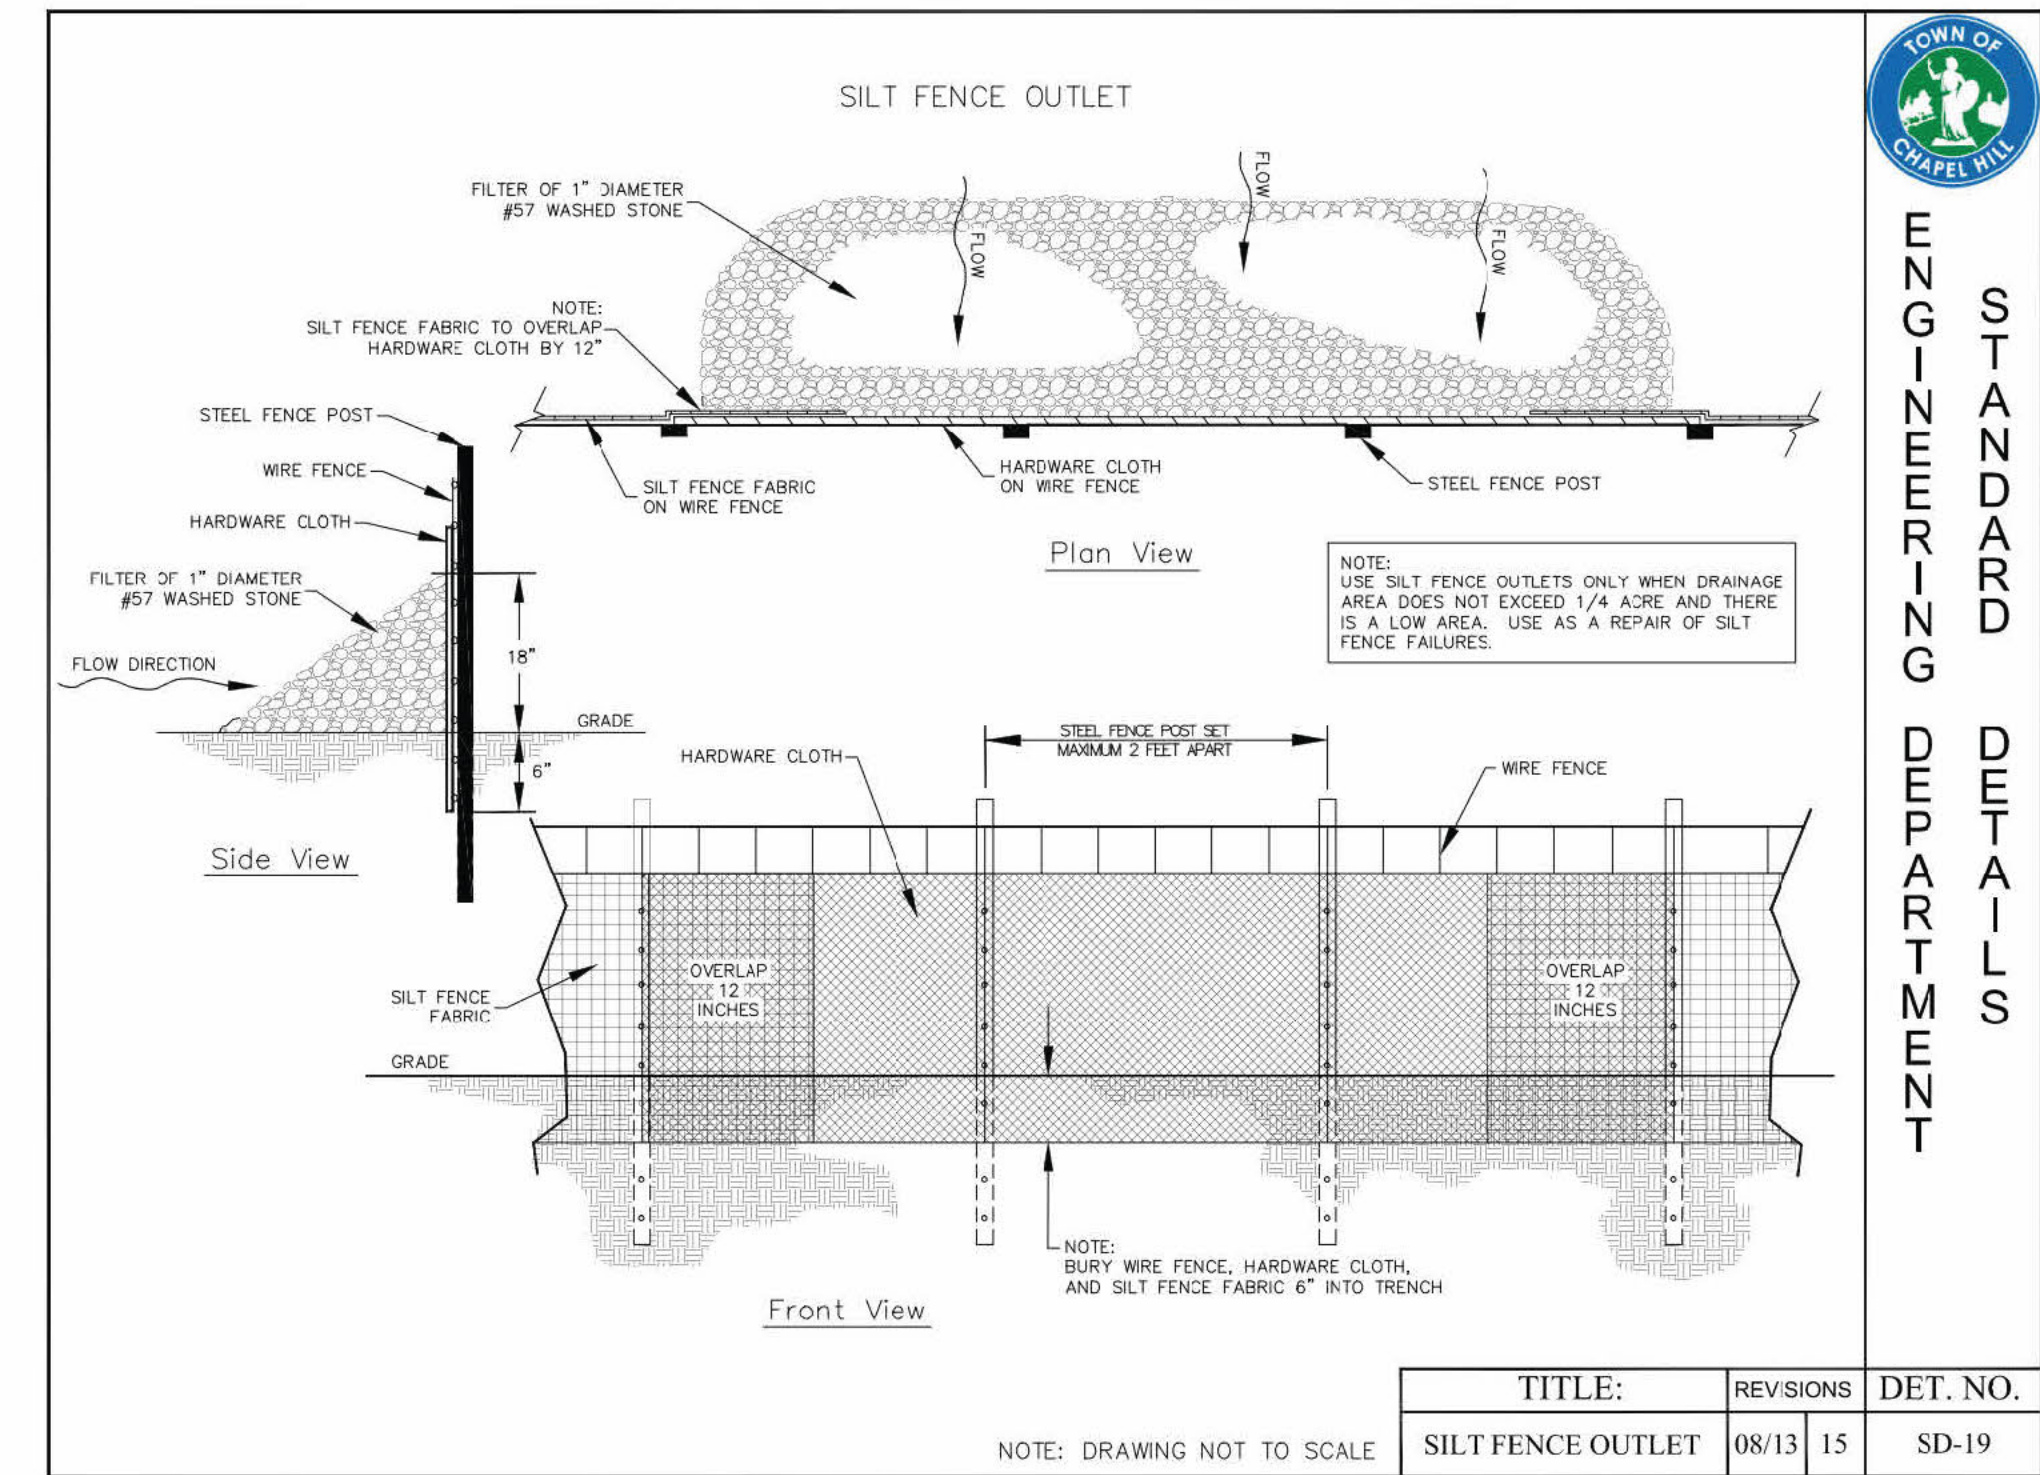 SILT FENCE OUTLET
TOWN OF
CHAPEL HILL
FILTER OF 1" DIAMETER
#57 WASHED STONE
FLOW
FLOW
FLOW
NOTE:
SILT FENCE FABRIC TO OVERLAP
HARDWARE CLOTH BY 12"
STEEL FENCE POST
WIRE FENCE
HARDWARE CLOTH
FILTER OF 1" DIAMETER
#57 WASHED STONE
FLOW DIRECTION
18"
GRADE
6"
Side View
SILT FENCE FABRIC
ON WIRE FENCE
HARDWARE CLOTH
ON WIRE FENCE
STEEL FENCE POST
Plan View
NOTE:
USE SILT FENCE OUTLETS ONLY WHEN DRAINAGE
AREA DOES NOT EXCEED 1/4 ACRE AND THERE
IS A LOW AREA. USE AS A REPAIR OF SILT
FENCE FAILURES.
STEEL FENCE POST SET
MAXIMUM 2 FEET APART
HARDWARE CLOTH
WIRE FENCE
OVERLAP
12
INCHES
OVERLAP
12
INCHES
SILT FENCE
FABRIC
GRADE
NOTE:
BURY WIRE FENCE, HARDWARE CLOTH,
AND SILT FENCE FABRIC 6" INTO TRENCH
Front View
NOTE: DRAWING NOT TO SCALE
ENGINEERING DEPARTMENT
STANDARD DETAILS
TITLE:
REVISIONS
DET. NO.
SILT FENCE OUTLET
08/13
15
SD-19